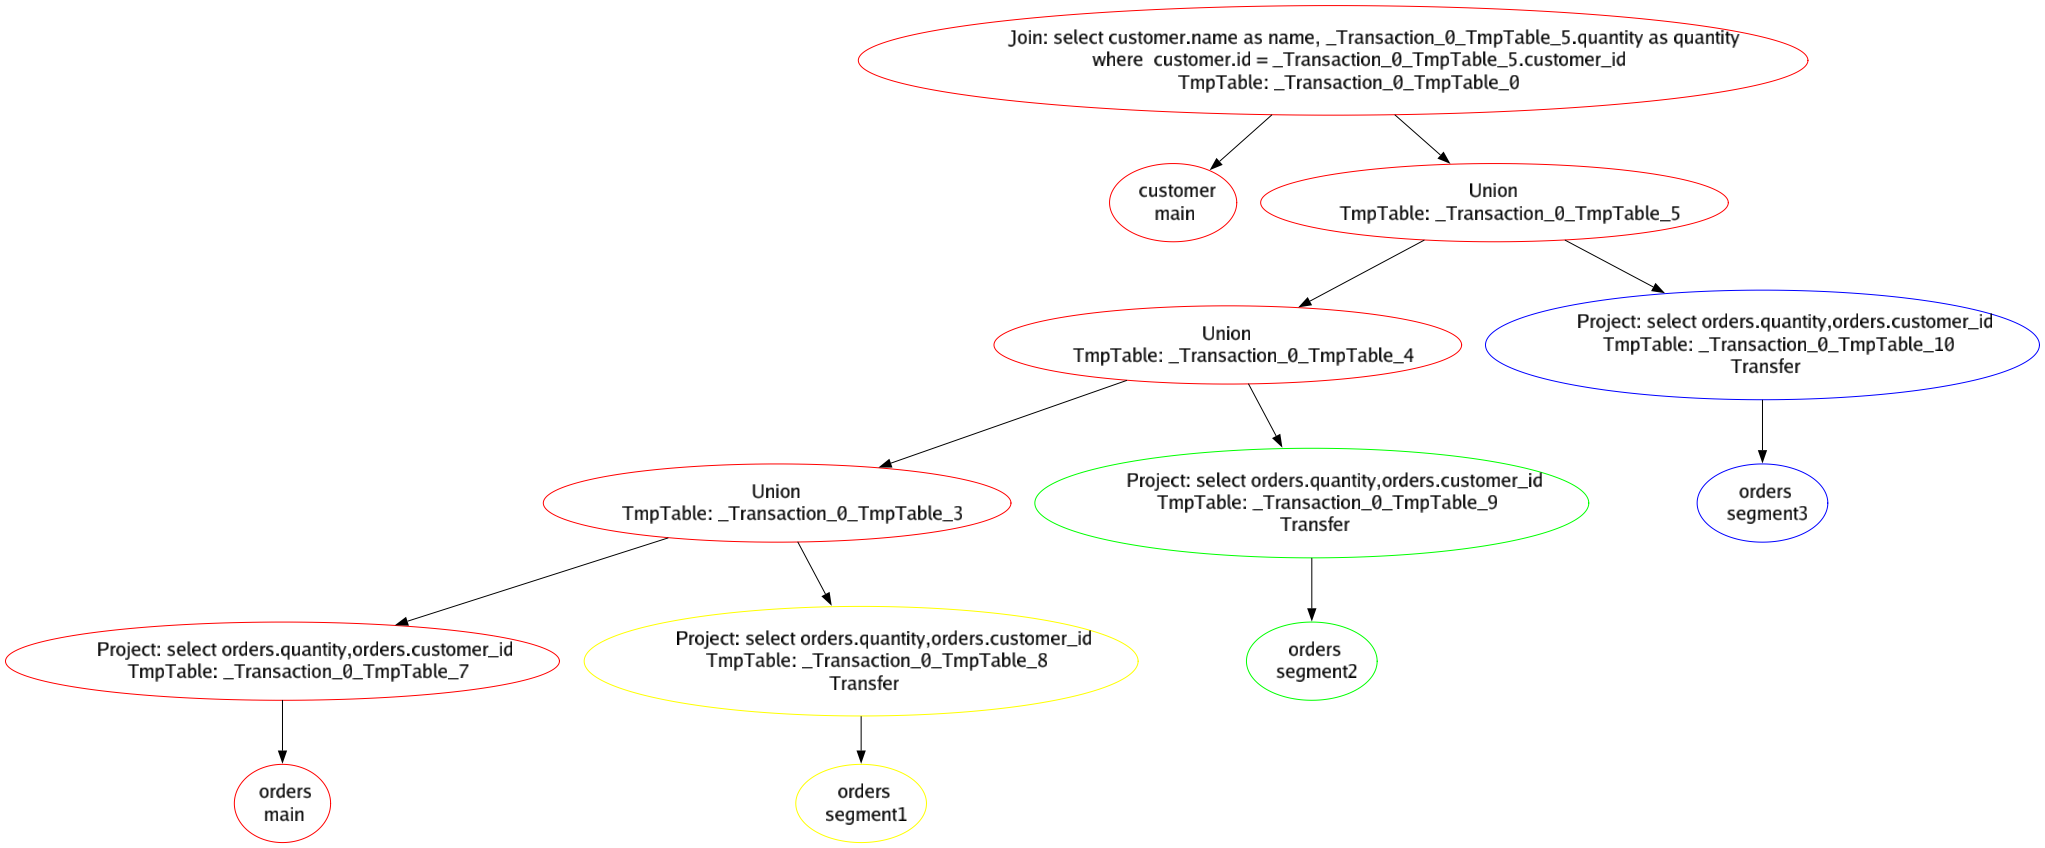 Join: select customer.name as name, _Transaction_0_TmpTable_5.quantity as quantity
where  customer.id = _Transaction_0_TmpTable_5.customer_id
TmpTable: _Transaction_0_TmpTable_0
customer
main
Union
TmpTable: _Transaction_0_TmpTable_5
Union
TmpTable: _Transaction_0_TmpTable_4
Project: select orders.quantity,orders.customer_id
TmpTable: _Transaction_0_TmpTable_10
Transfer
Union
TmpTable: _Transaction_0_TmpTable_3
Project: select orders.quantity,orders.customer_id
TmpTable: _Transaction_0_TmpTable_9
Transfer
orders
segment3
Project: select orders.quantity,orders.customer_id
TmpTable: _Transaction_0_TmpTable_7
Project: select orders.quantity,orders.customer_id
TmpTable: _Transaction_0_TmpTable_8
Transfer
orders
segment2
orders
main
orders
segment1